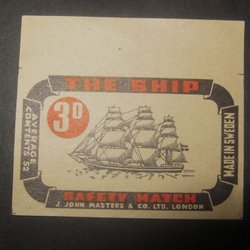 THE SHIP
3D
AVERAGE
CONTENTS 52
MADE IN SWEDEN
SAFETY MATCH
J. JOHN MASTERS & CO. LTD. LONDON